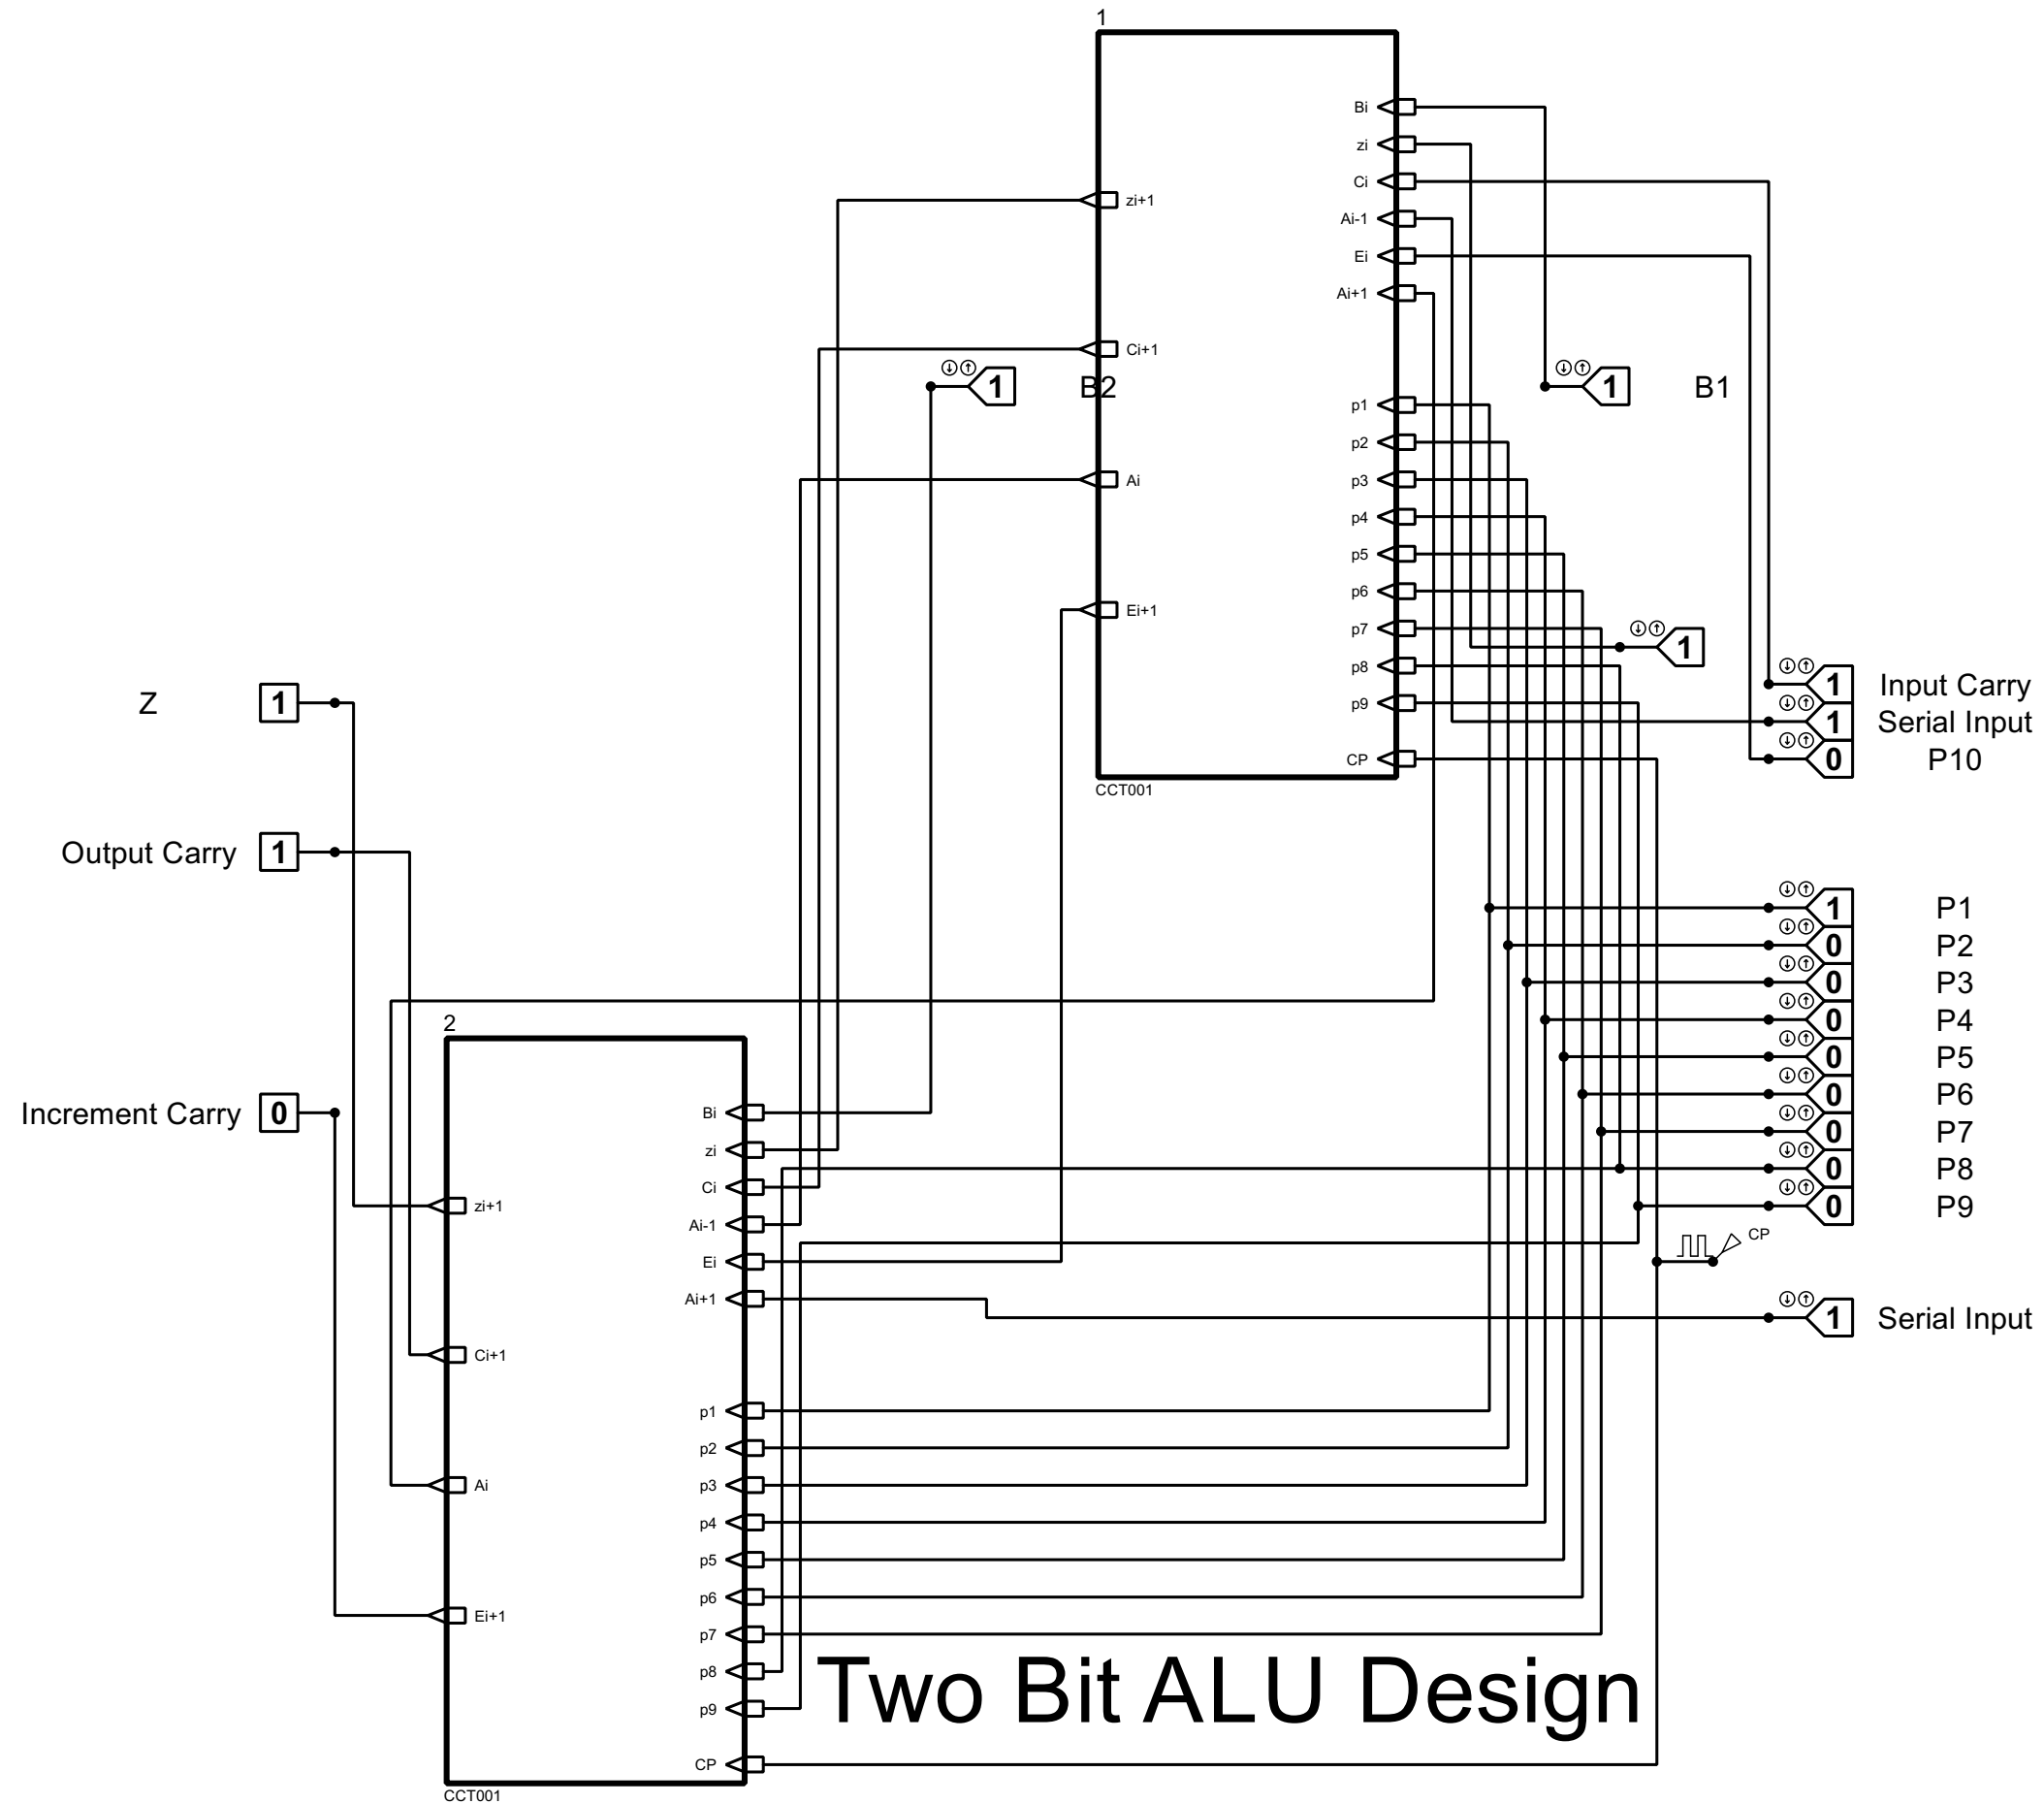 1
Bi
zi
Ci
Ai-1
Ei
Ai+1
zi+1
Ci+1
Ai
Ei+1
p1
p2
p3
p4
p5
p6
p7
p8
p9
CP
CCT001
1
B2
1
B1
1
1
Input Carry
1
Serial Input
0
P10
Z
1
Output Carry
1
Increment Carry
0
1
P1
0
P2
0
P3
0
P4
0
P5
0
P6
0
P7
0
P8
0
P9
CP
1
Serial Input
2
Bi
zi
Ci
Ai-1
Ei
Ai+1
zi+1
Ci+1
Ai
Ei+1
p1
p2
p3
p4
p5
p6
p7
p8
p9
CP
CCT001
Two Bit ALU Design